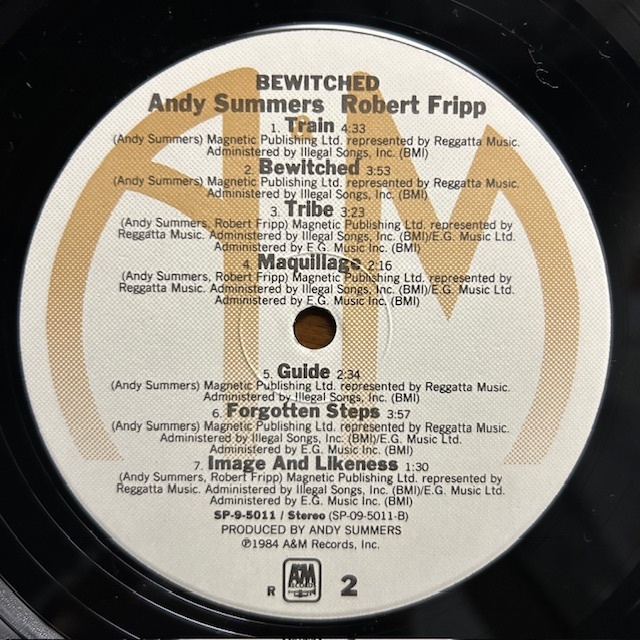 BEWITCHED
Andy Summers Robert Fripp
1. Train 4:33
(Andy Summers) Magnetic Publishing Ltd. represented by Reggatta Music.
Administered by Illegal Songs, Inc. (BMI)
2. Bewitched 3:53
(Andy Summers) Magnetic Publishing Ltd. represented by Reggatta Music.
Administered by Illegal Songs, Inc. (BMI)
3. Tribe 3:23
(Andy Summers, Robert Fripp) Magnetic Publishing Ltd. represented by
Reggatta Music. Administered by Illegal Songs, Inc. (BMI)/E.G. Music Ltd.
Administered by E.G. Music Inc. (BMI)
4. Maquillage 2:16
(Andy Summers, Robert Fripp) Magnetic Publishing Ltd. represented by
Reggatta Music. Administered by Illegal Songs, Inc. (BMI)/E.G. Music Ltd.
Administered by E.G. Music Inc. (BMI)
5. Guide 2:34
(Andy Summers) Magnetic Publishing Ltd. represented by Reggatta Music.
Administered by Illegal Songs, Inc. (BMI)
6. Forgotten Steps 3:57
(Andy Summers) Magnetic Publishing Ltd. represented by Reggatta Music.
Administered by Illegal Songs, Inc. (BMI)/E.G. Music Ltd.
Administered by E.G. Music Inc. (BMI)
7. Image And Likeness 1:30
(Andy Summers, Robert Fripp) Magnetic Publishing Ltd. represented by
Reggatta Music. Administered by Illegal Songs, Inc. (BMI)/E.G. Music Ltd.
Administered by E.G. Music Inc. (BMI)
SP-9-5011 / Stereo (SP-09-5011-B)
PRODUCED BY ANDY SUMMERS
℗1984 A&M Records, Inc.
R A&M RECORDS 2